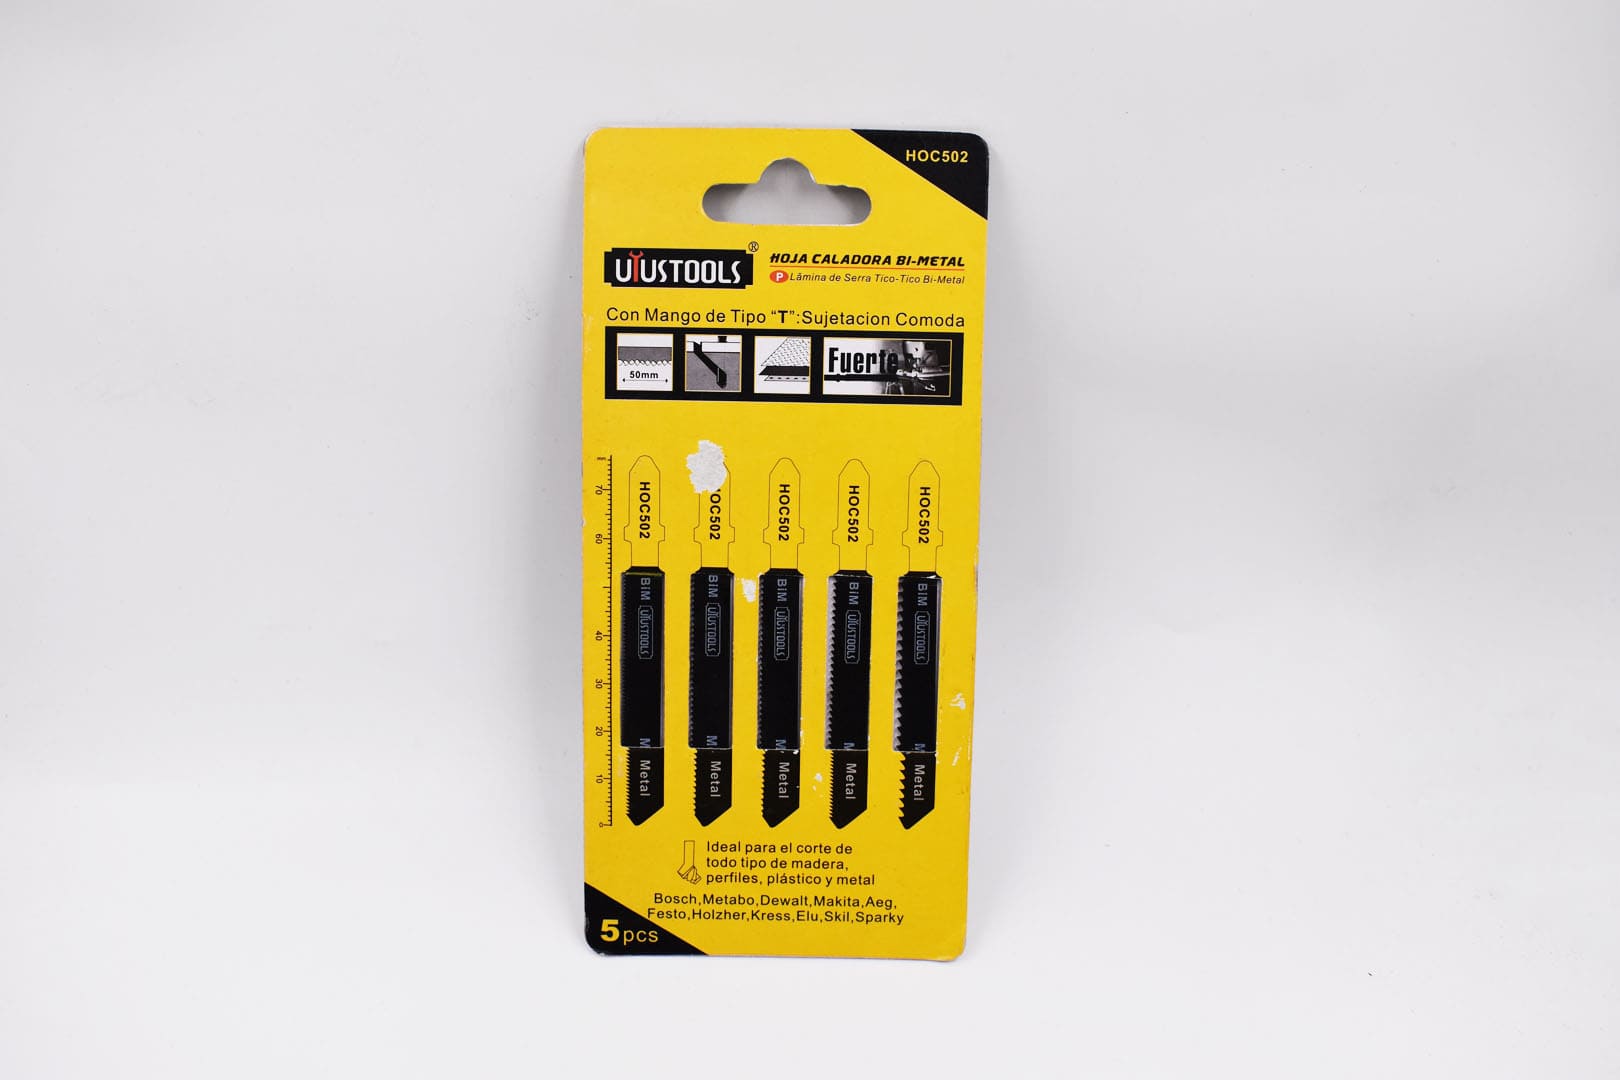 HOC502
UYUSTOOLS®
HOJA CALADORA BI-METAL
P Lâmina de Serra Tico-Tico Bi-Metal
Con Mango de Tipo “T”:Sujetacion Comoda
50mm
Fuerte
mm
70
60
40
30
20
10
0
HOC502
OC502
HOC502
HOC502
HOC502
BiM UYUSTOOLS M
BiM UYUSTOOLS M
BiM UYUSTOOLS M
BiM UYUSTOOLS M
BiM UYUSTOOLS M
Metal
Metal
Metal
Metal
Metal
Ideal para el corte de
todo tipo de madera,
perfiles, plástico y metal
Bosch,Metabo,Dewalt,Makita,Aeg,
Festo,Holzher,Kress,Elu,Skil,Sparky
5pcs